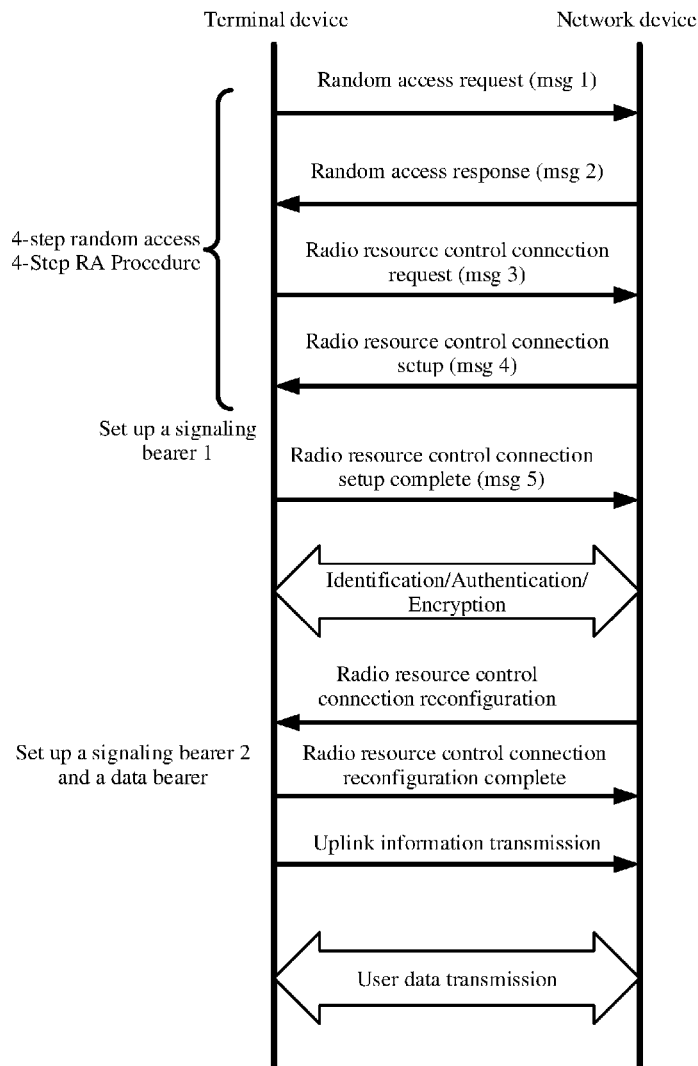 Terminal device
Network device
Random access request (msg 1)
Random access response (msg 2)
4-step random access
4-Step RA Procedure
Radio resource control connection
request (msg 3)
Radio resource control connection
setup (msg 4)
Set up a signaling
bearer 1
Radio resource control connection
setup complete (msg 5)
Identification/Authentication/
Encryption
Radio resource control
connection reconfiguration
Set up a signaling bearer 2
and a data bearer
Radio resource control connection
reconfiguration complete
Uplink information transmission
User data transmission